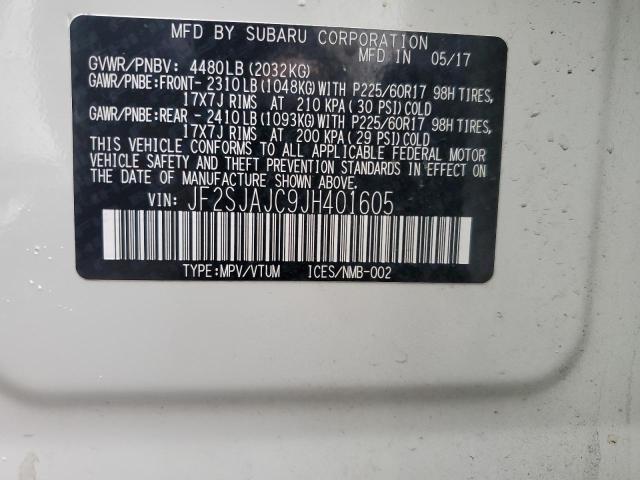 MFD BY SUBARU CORPORATION
MFD IN 05/17
GVWR/PNBV: 4480LB(2032KG)
GAWR/PNBE:FRONT- 2310LB(1048KG)WITH P225/60R17 98H TIRES,
17X7J RIMS AT 210 KPA(30 PSI)COLD
GAWR/PNBE:REAR - 2410LB(1093KG)WITH P225/60R17 98H TIRES,
17X7J RIMS AT 200 KPA(29 PSI)COLD
THIS VEHICLE CONFORMS TO ALL APPLICABLE FEDERAL MOTOR
VEHICLE SAFETY AND THEFT PREVENTION STANDARDS IN EFFECT ON
THE DATE OF MANUFACTURE SHOWN ABOVE.
VIN: JF2SJAJC9JH401605
TYPE:MPV/VTUM ICES/NMB-002